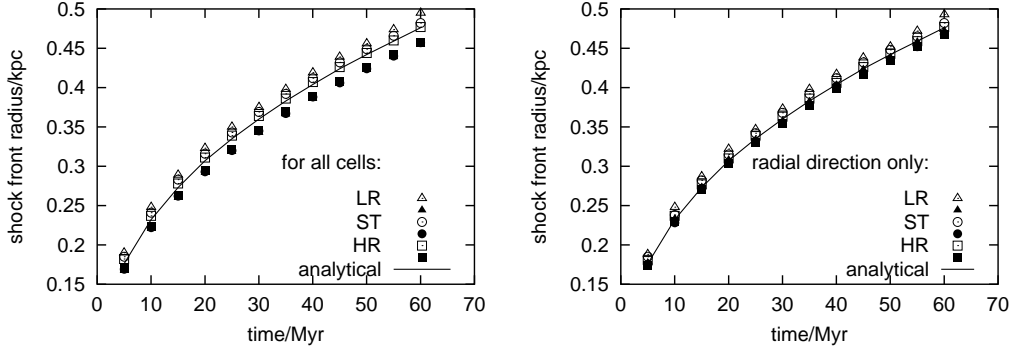 0.5
0.45
0.4
0.35
0.3
0.25
0.2
0.15
shock front radius/kpc
for all cells:
LR
ST
HR
analytical
0 10 20 30 40 50 60 70
time/Myr
0.5
0.45
0.4
0.35
0.3
0.25
0.2
0.15
shock front radius/kpc
radial direction only:
LR
ST
HR
analytical
0 10 20 30 40 50 60 70
time/Myr